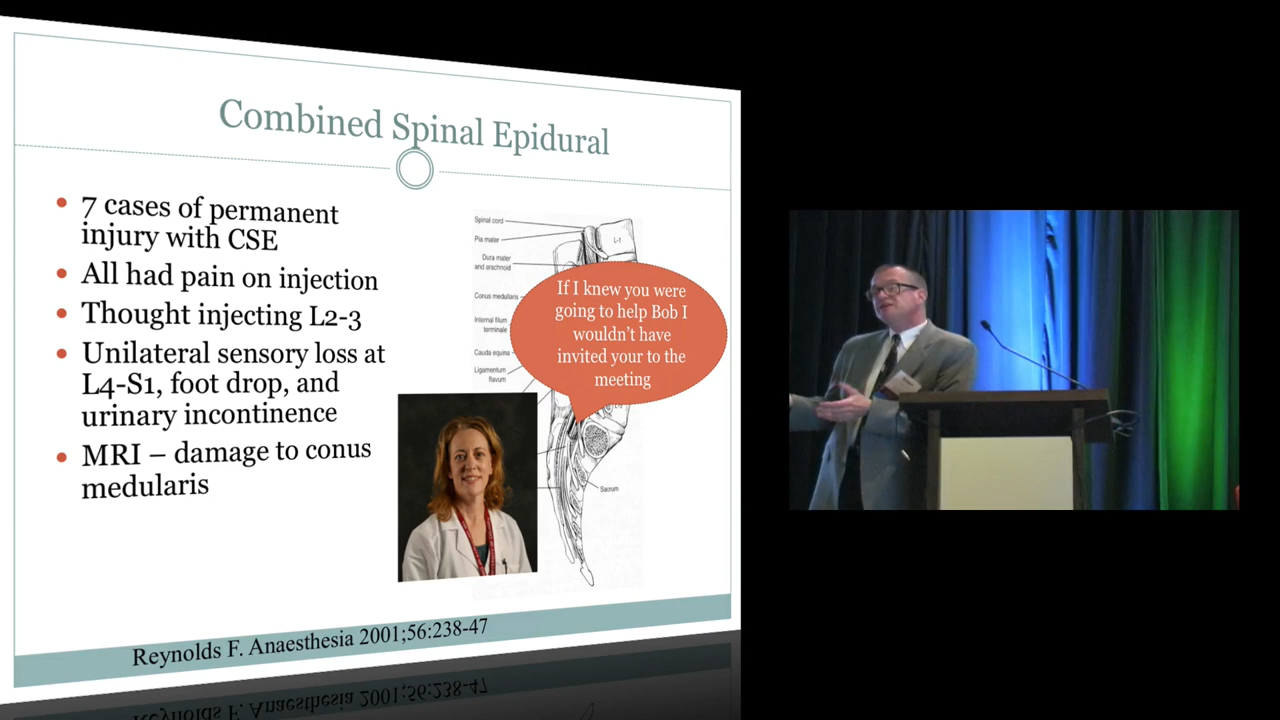 Combined Spinal Epidural
• 7 cases of permanent
injury with CSE
• All had pain on injection
• Thought injecting L2-3
• Unilateral sensory loss at
L4-S1, foot drop, and
urinary incontinence
• MRI – damage to conus
medularis
Spinal cord
Pia mater
L-1
Dura mater
and arachnoid
Conus medullaris
Internal filum
terminale
Cauda equina
Ligamentum
flavum
Sacrum
If I knew you were
going to help Bob I
wouldn't have
invited your to the
meeting
Reynolds F. Anaesthesia 2001;56:238-47